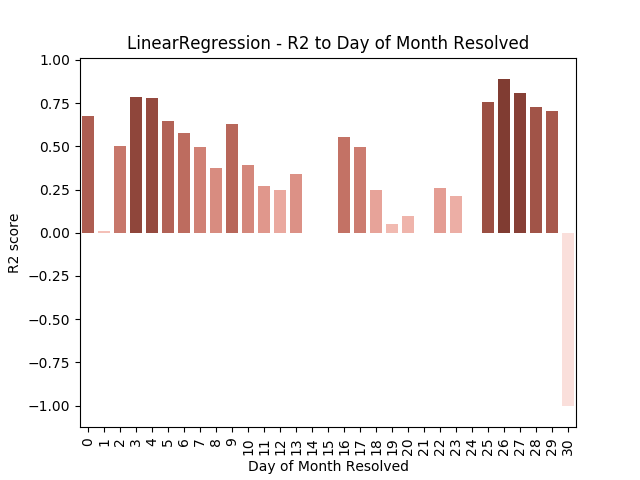 LinearRegression - R2 to Day of Month Resolved
R2 score
1.00
0.75
0.50
0.25
0.00
−0.25
−0.50
−0.75
−1.00
0 1 2 3 4 5 6 7 8 9 10 11 12 13 14 15 16 17 18 19 20 21 22 23 24 25 26 27 28 29 30
Day of Month Resolved